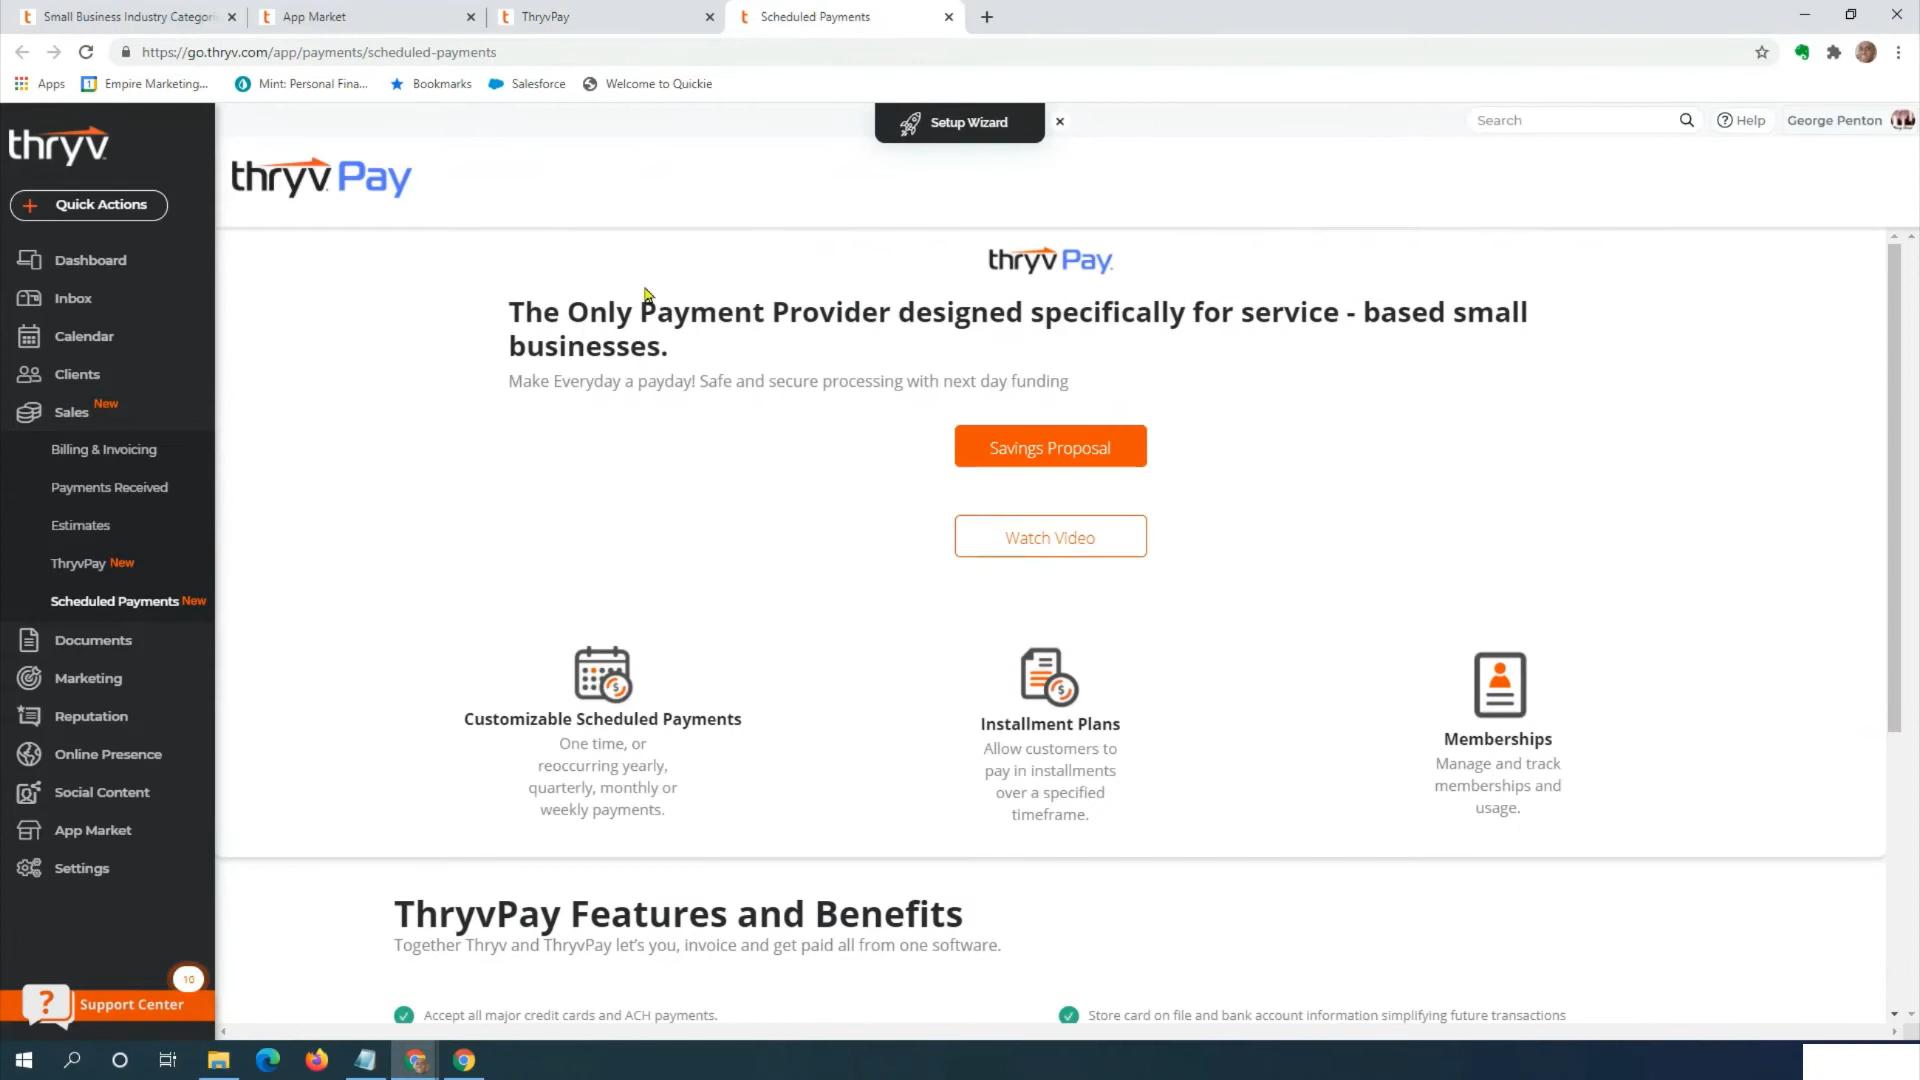 Small Business Industry Categori
App Market
ThryvPay
Scheduled Payments
https://go.thryv.com/app/payments/scheduled-payments
Apps
1
Empire Marketing...
Mint: Personal Fina...
Bookmarks
Salesforce
Welcome to Quickie
thryv
Setup Wizard
Search
Help
George Penton
thryv Pay
Quick Actions
Dashboard
Inbox
Calendar
Clients
Sales New
Billing & Invoicing
Payments Received
Estimates
ThryvPay New
Scheduled Payments New
Documents
Marketing
Reputation
Online Presence
Social Content
App Market
Settings
10
? Support Center
thryv Pay.
The Only Payment Provider designed specifically for service - based small
businesses.
Make Everyday a payday! Safe and secure processing with next day funding
Savings Proposal
Watch Video
Customizable Scheduled Payments
One time, or
reoccurring yearly,
quarterly, monthly or
weekly payments.
Installment Plans
Allow customers to
pay in installments
over a specified
timeframe.
Memberships
Manage and track
memberships and
usage.
ThryvPay Features and Benefits
Together Thryv and ThryvPay let's you, invoice and get paid all from one software.
Accept all major credit cards and ACH payments.
Store card on file and bank account information simplifying future transactions